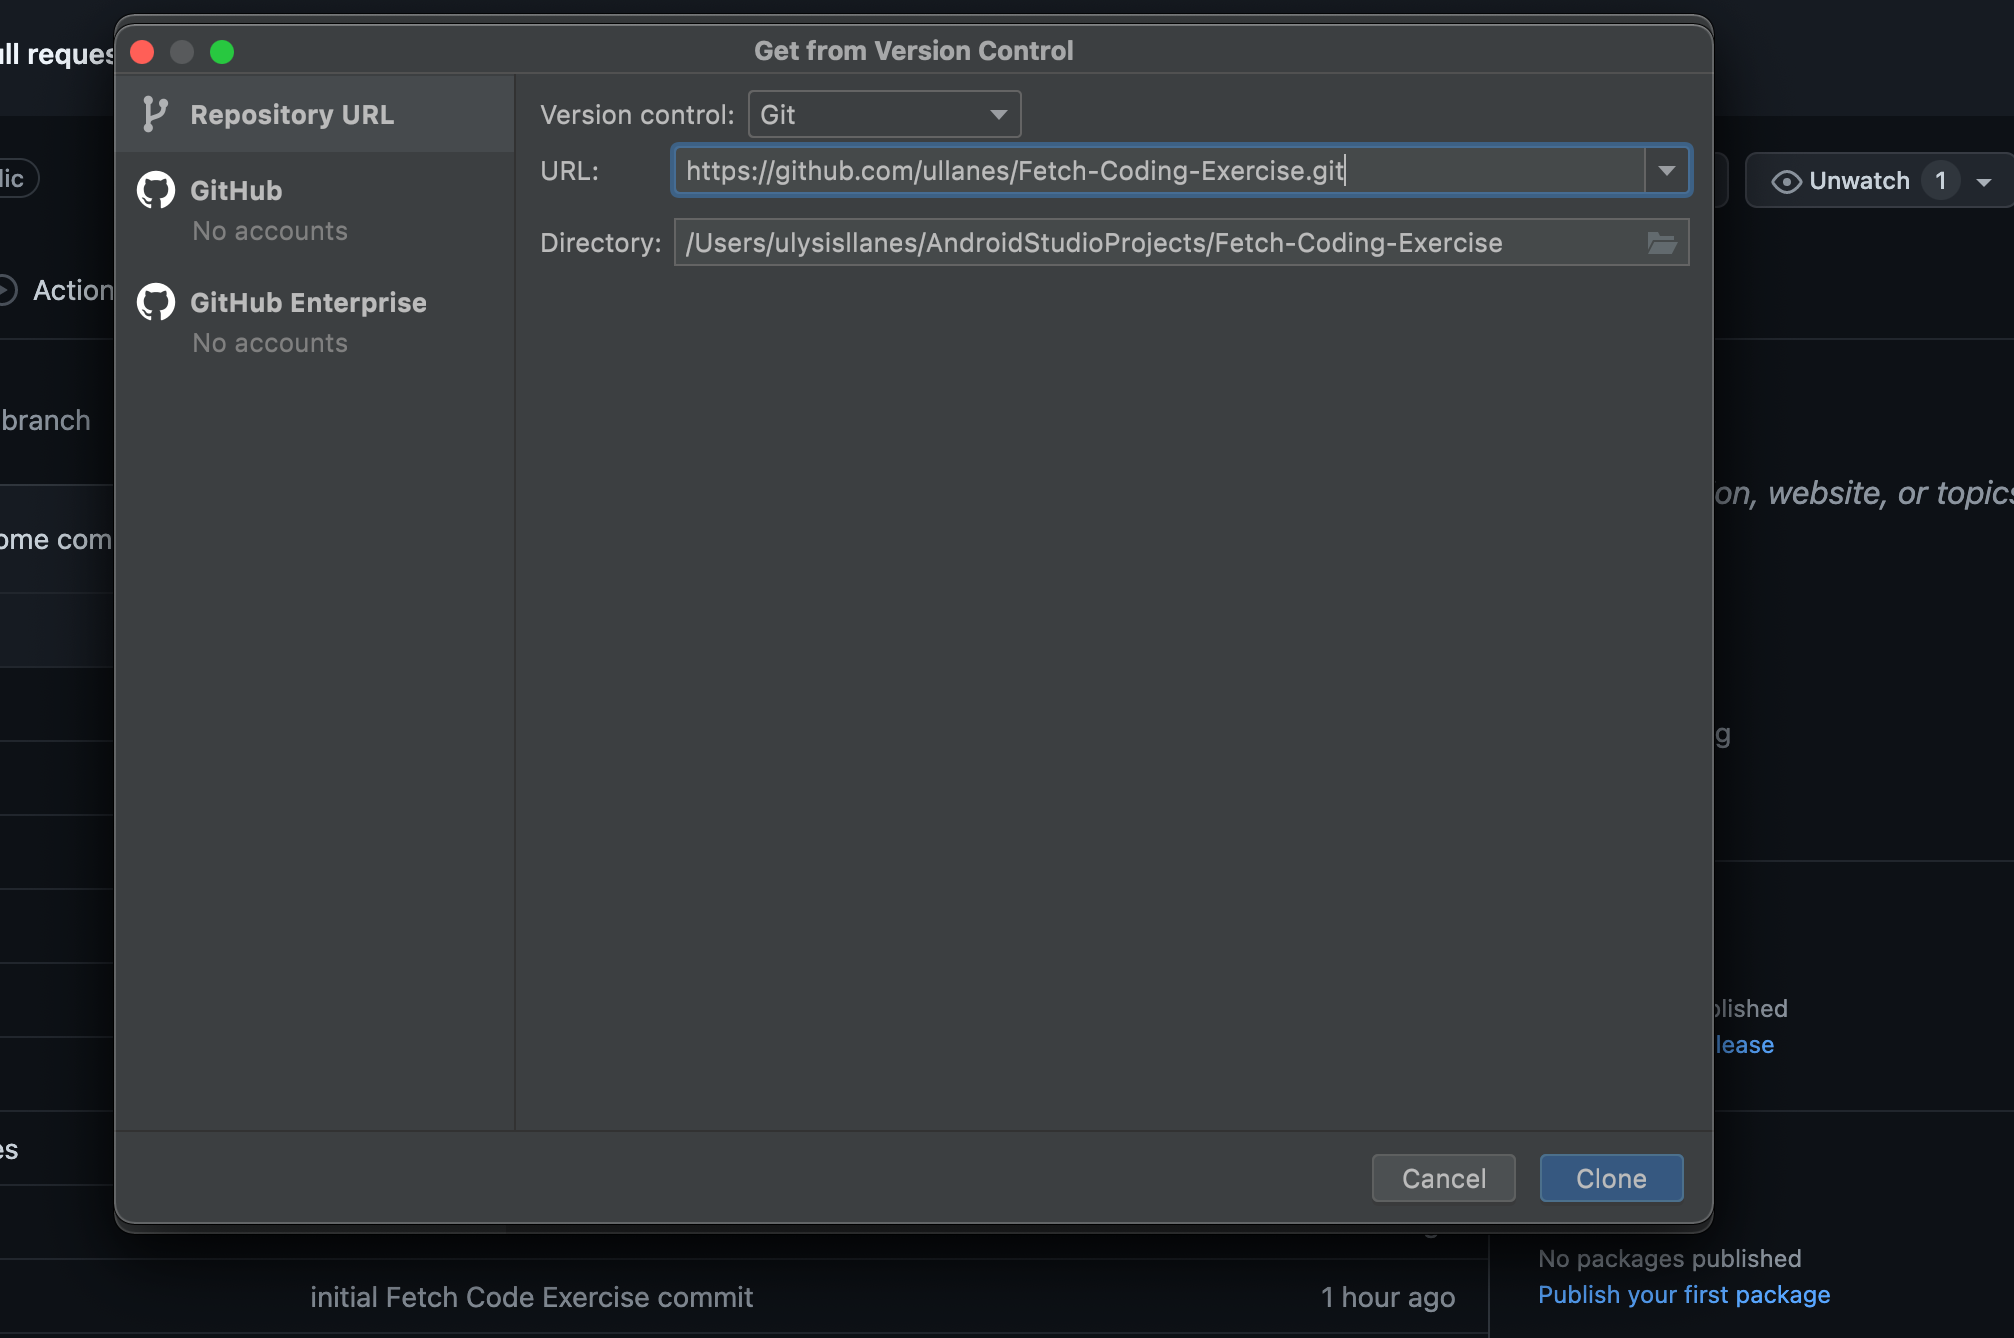 Get from Version Control
Repository URL
GitHub
No accounts
GitHub Enterprise
No accounts
Version control: Git
URL: https://github.com/ullanes/Fetch-Coding-Exercise.git
Directory: /Users/ulysisllanes/AndroidStudioProjects/Fetch-Coding-Exercise
Cancel
Clone
ll reques
lic
Action
branch
ome com
es
Unwatch 1
on, website, or topics
g
blished
lease
No packages published
Publish your first package
initial Fetch Code Exercise commit
1 hour ago